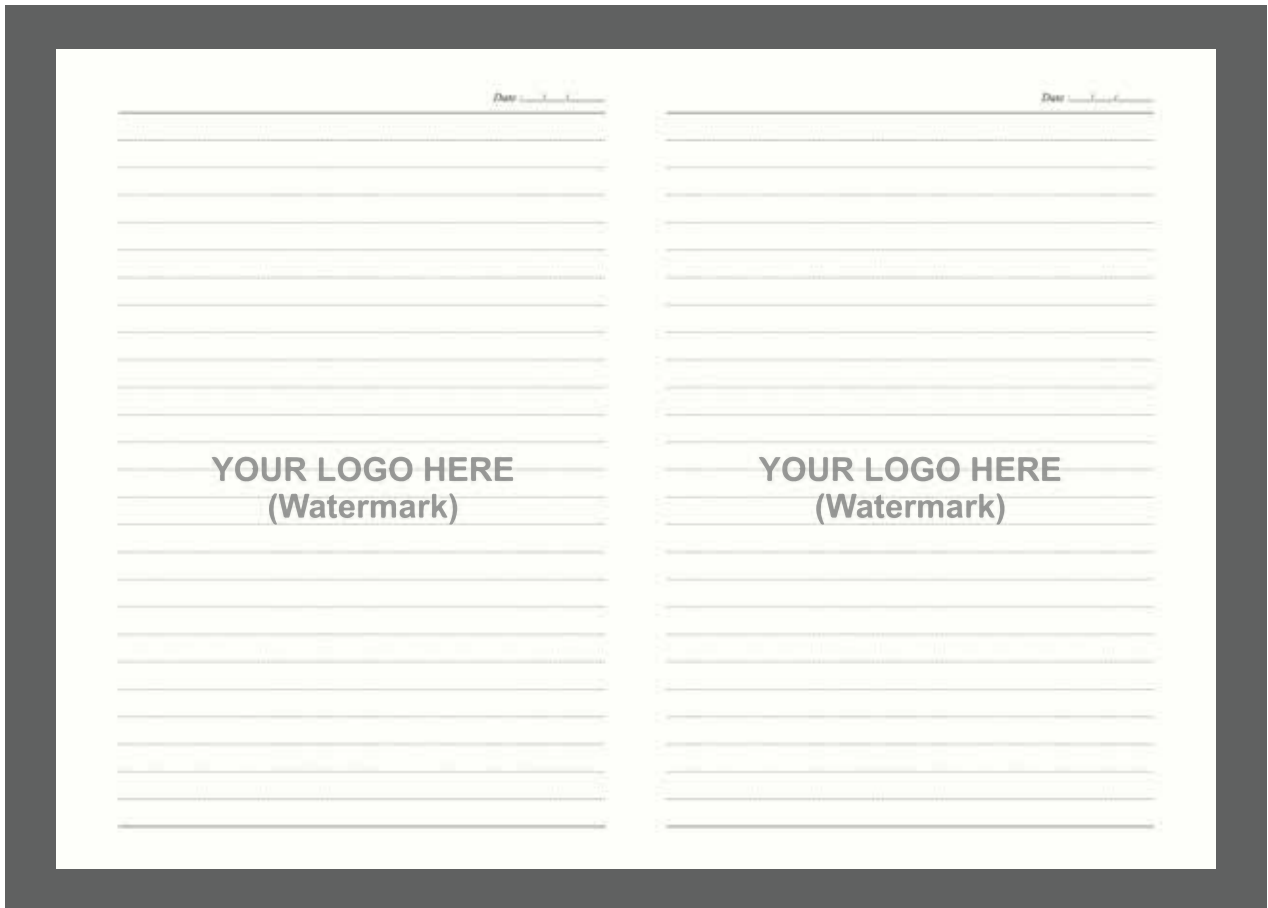 Date : / /
YOUR LOGO HERE
(Watermark)
Date : / /
YOUR LOGO HERE
(Watermark)